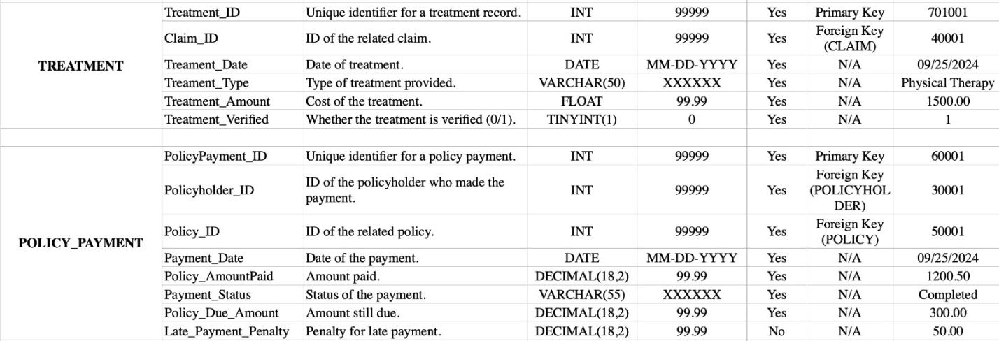 TREATMENT
Treatment_ID Unique identifier for a treatment record. INT 99999 Yes Primary Key 701001
Claim_ID ID of the related claim. INT 99999 Yes Foreign Key (CLAIM) 40001
Treament_Date Date of treatment. DATE MM-DD-YYYY Yes N/A 09/25/2024
Treament_Type Type of treatment provided. VARCHAR(50) XXXXXX Yes N/A Physical Therapy
Treatment_Amount Cost of the treatment. FLOAT 99.99 Yes N/A 1500.00
Treatment_Verified Whether the treatment is verified (0/1). TINYINT(1) 0 Yes N/A 1
POLICY_PAYMENT
PolicyPayment_ID Unique identifier for a policy payment. INT 99999 Yes Primary Key 60001
Policyholder_ID ID of the policyholder who made the payment. INT 99999 Yes Foreign Key (POLICYHOL DER) 30001
Policy_ID ID of the related policy. INT 99999 Yes Foreign Key (POLICY) 50001
Payment_Date Date of the payment. DATE MM-DD-YYYY Yes N/A 09/25/2024
Policy_AmountPaid Amount paid. DECIMAL(18,2) 99.99 Yes N/A 1200.50
Payment_Status Status of the payment. VARCHAR(55) XXXXXX Yes N/A Completed
Policy_Due_Amount Amount still due. DECIMAL(18,2) 99.99 Yes N/A 300.00
Late_Payment_Penalty Penalty for late payment. DECIMAL(18,2) 99.99 No N/A 50.00